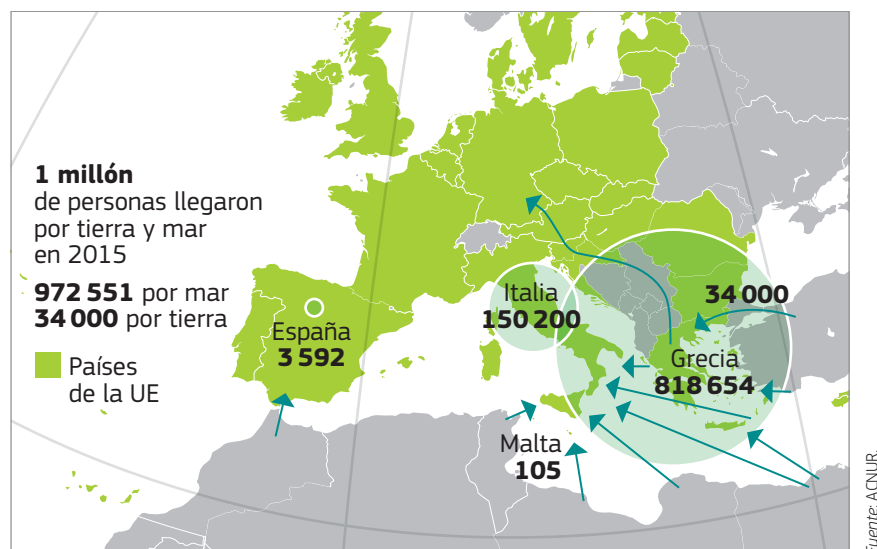 1 millón
de personas llegaron
por tierra y mar
en 2015
972 551 por mar
34 000 por tierra
Países
de la UE
España
3 592
Italia
150 200
34 000
Grecia
818 654
Malta
105
Fuente: ACNUR.